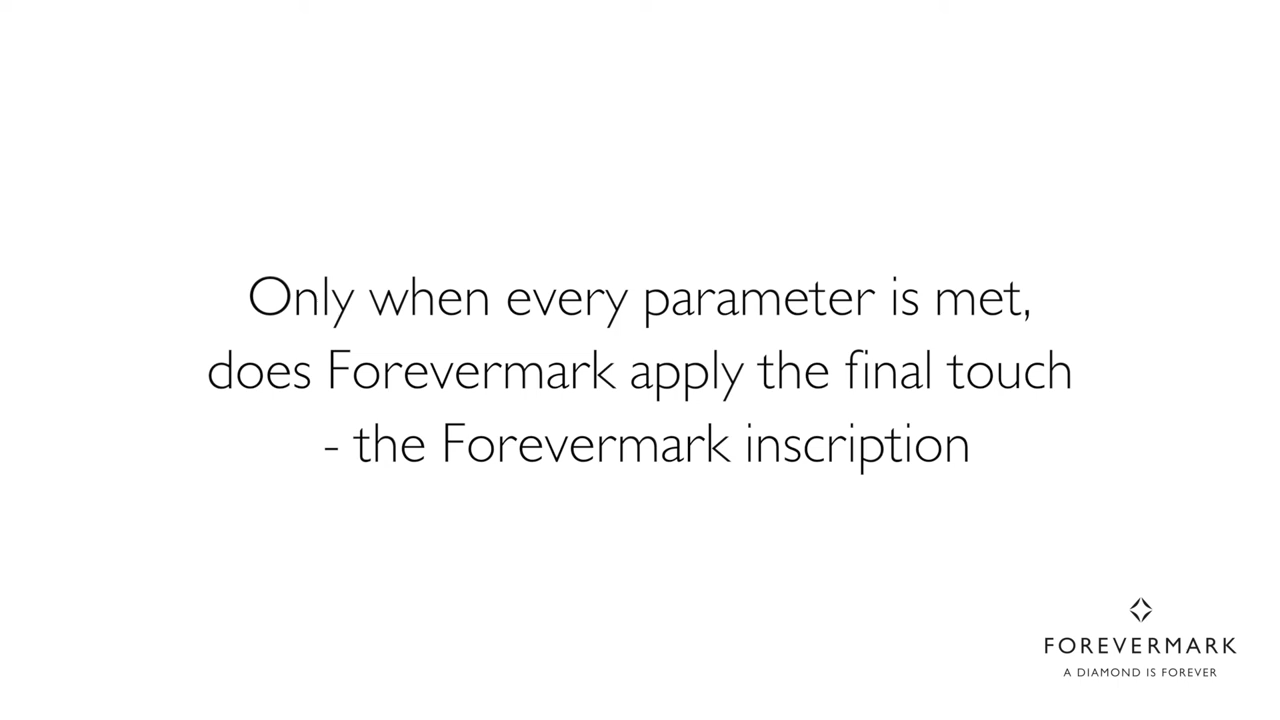 Only when every parameter is met,
does Forevermark apply the final touch
- the Forevermark inscription
FOREVERMARK
A DIAMOND IS FOREVER